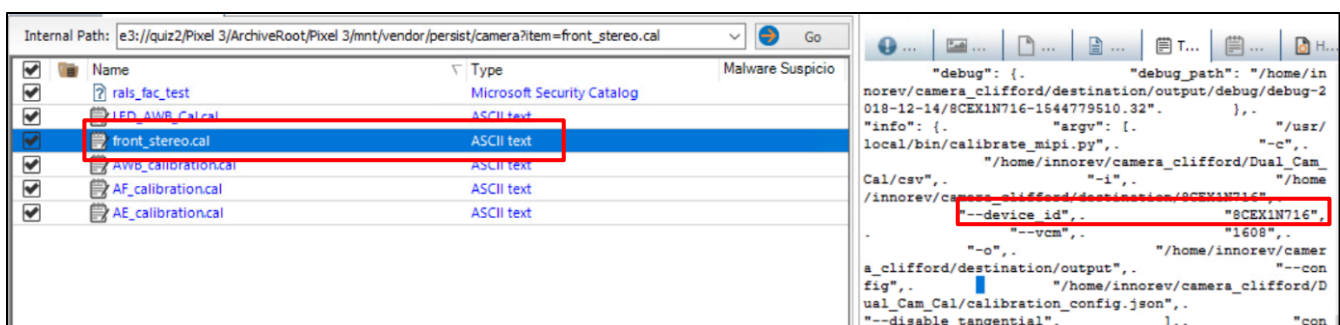 Internal Path: e3://quiz2/Pixel 3/ArchiveRoot/Pixel 3/mnt/vendor/persist/camera?item=front_stereo.cal Go
Name Type Malware Suspicio
rals_fac_test Microsoft Security Catalog
LED_AWB_Cal.cal ASCII text
front_stereo.cal ASCII text
AWB_calibration.cal ASCII text
AF_calibration.cal ASCII text
AE_calibration.cal ASCII text
... ... ... ... T... ... H...
"debug": {. "debug_path": "/home/in
norev/camera_clifford/destination/output/debug/debug-2
018-12-14/8CEX1N716-1544779510.32". },.
"info": {. "argv": [. "/usr/
local/bin/calibrate_mipi.py",. "-c",.
"/home/innorev/camera_clifford/Dual_Cam_
Cal/csv",. "-i",. "/home
/innorev/camera_clifford/destination/8CEX1N716",.
"--device_id",. "8CEX1N716",
. "--vcm",. "1608",.
"-o",. "/home/innorev/camer
a_clifford/destination/output",. "--con
fig",. "/home/innorev/camera_clifford/D
ual_Cam_Cal/calibration_config.json",.
"--disable_tangential". ],. "con